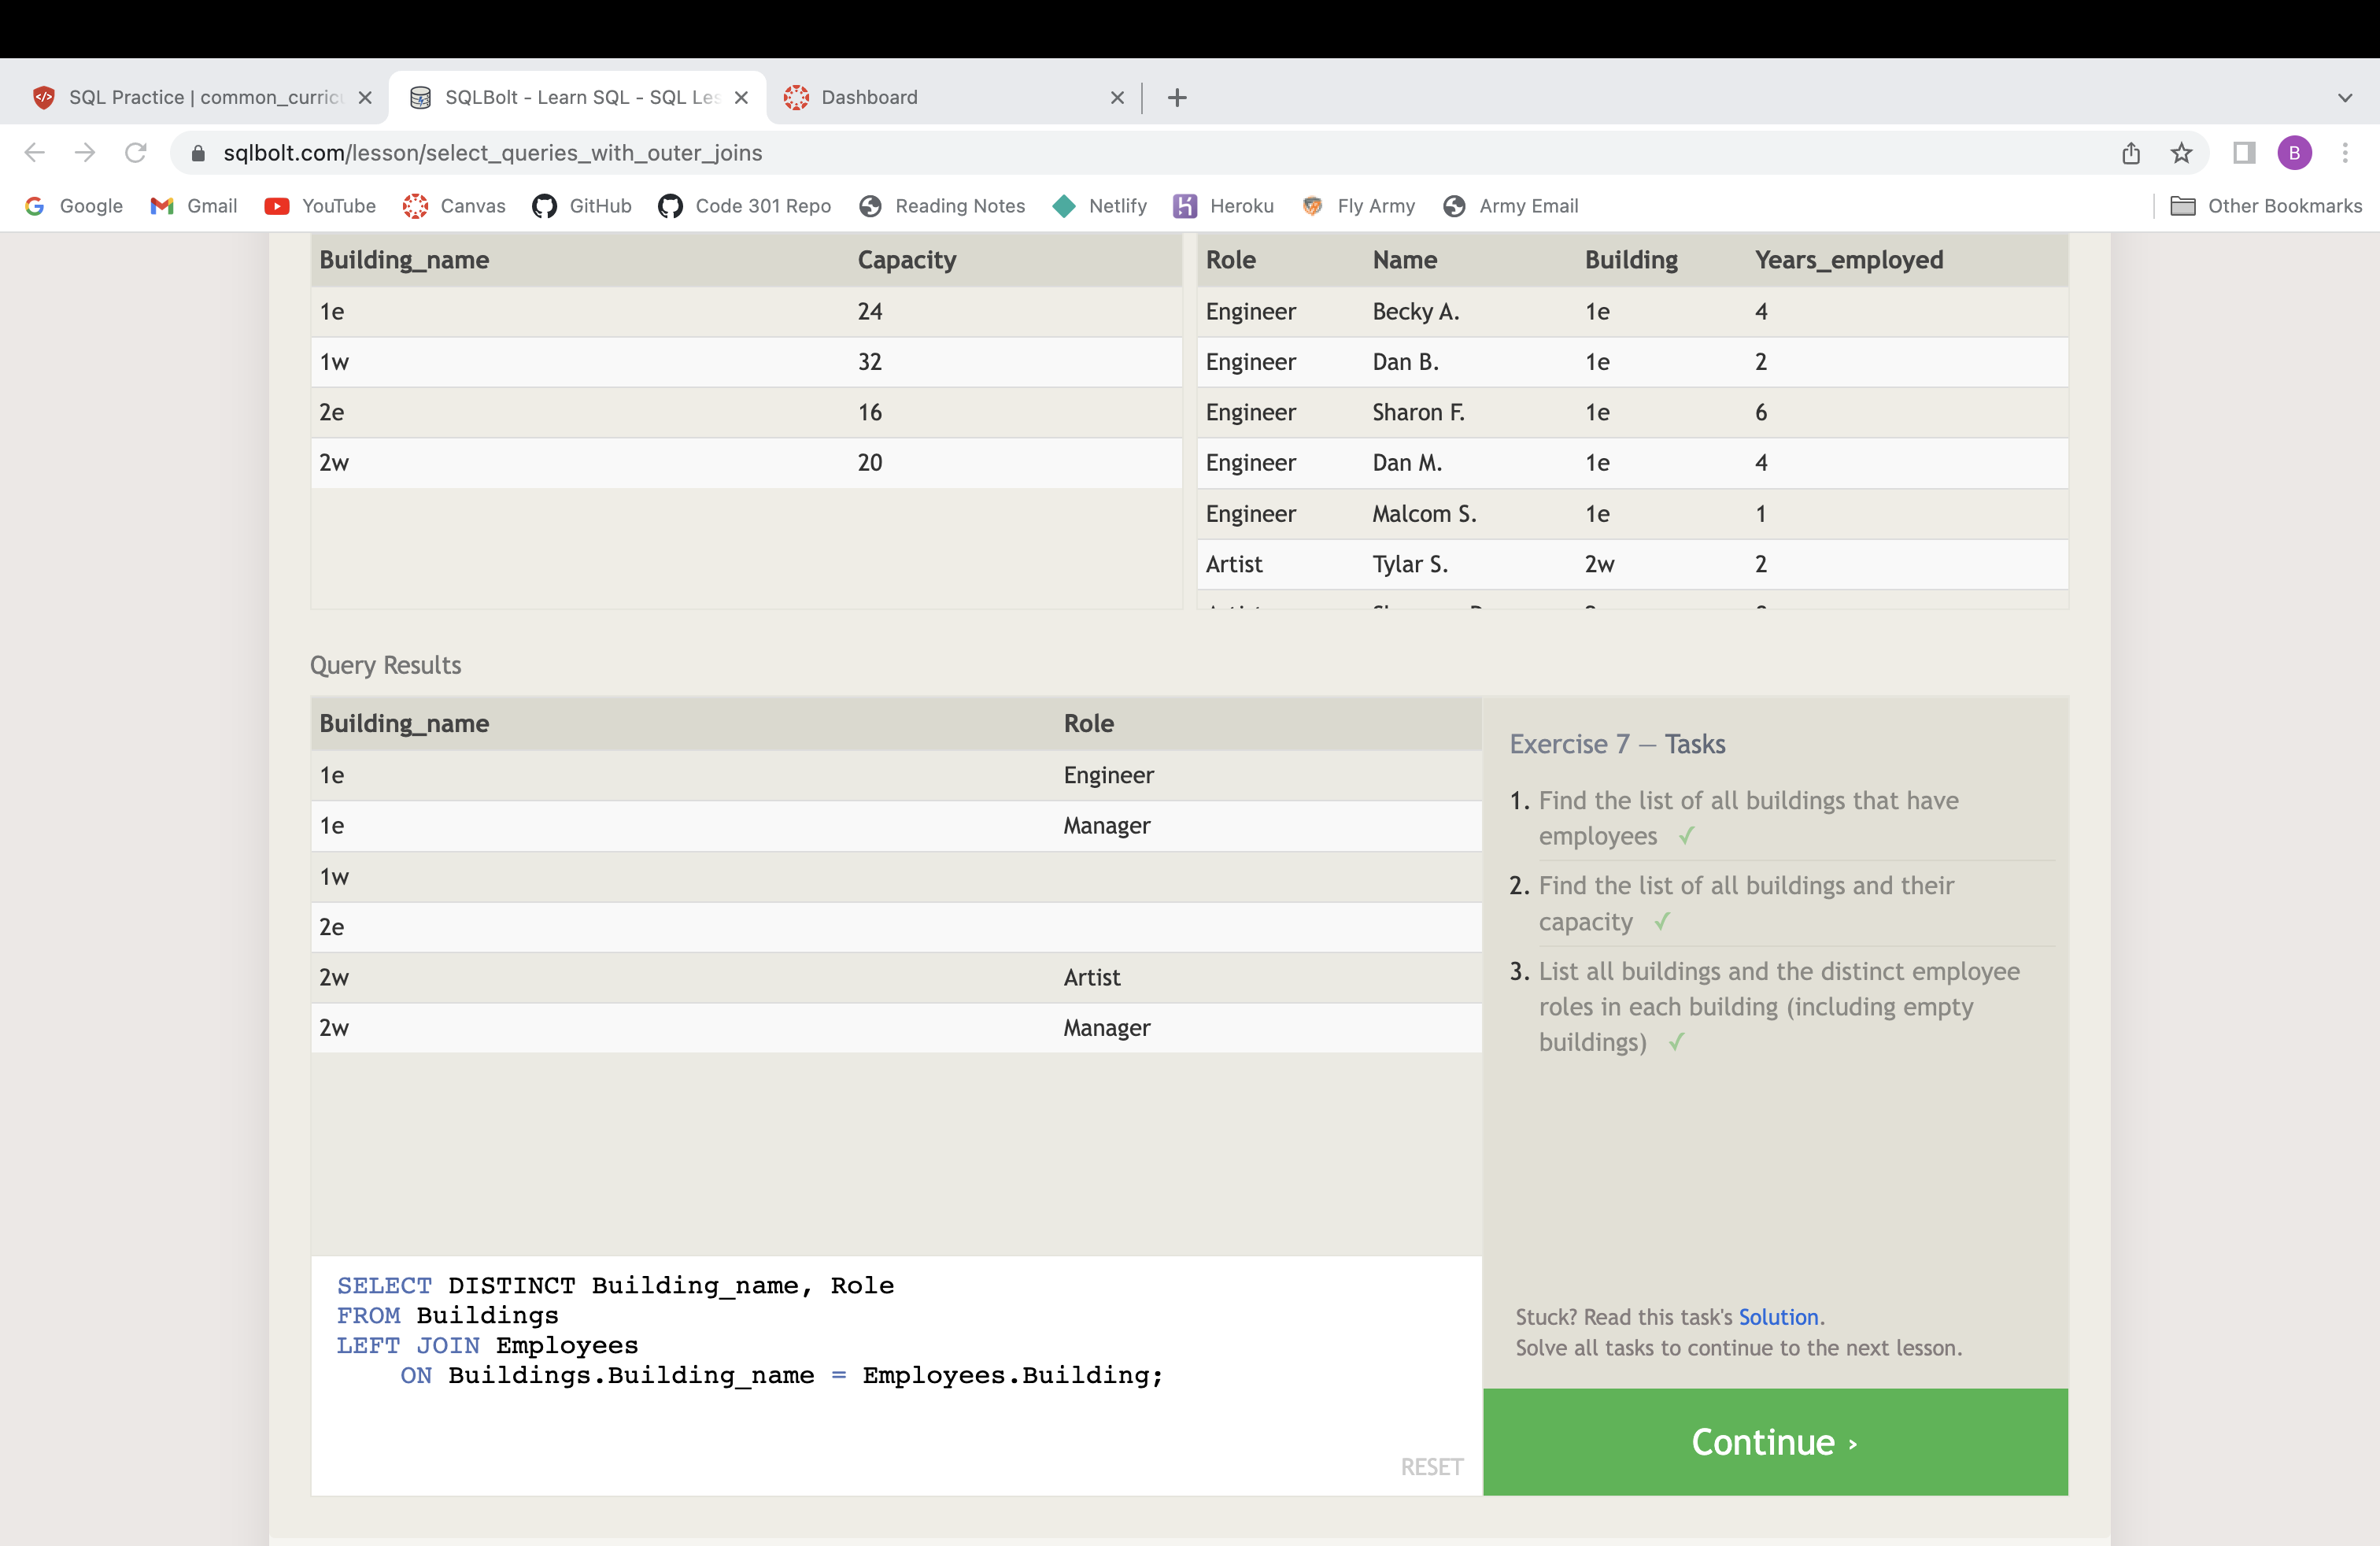 SQL Practice | common_curric
SQLBolt - Learn SQL - SQL Les
Dashboard
sqlbolt.com/lesson/select_queries_with_outer_joins
B
Google Gmail YouTube Canvas GitHub Code 301 Repo Reading Notes Netlify Heroku Fly Army Army Email Other Bookmarks
Building_name Capacity
1e 24
1w 32
2e 16
2w 20
Role Name Building Years_employed
Engineer Becky A. 1e 4
Engineer Dan B. 1e 2
Engineer Sharon F. 1e 6
Engineer Dan M. 1e 4
Engineer Malcom S. 1e 1
Artist Tylar S. 2w 2
Query Results
Building_name Role
1e Engineer
1e Manager
1w
2e
2w Artist
2w Manager
SELECT DISTINCT Building_name, Role
FROM Buildings
LEFT JOIN Employees
ON Buildings.Building_name = Employees.Building;
RESET
Exercise 7 — Tasks
1. Find the list of all buildings that have
employees ✓
2. Find the list of all buildings and their
capacity ✓
3. List all buildings and the distinct employee
roles in each building (including empty
buildings) ✓
Stuck? Read this task's Solution.
Solve all tasks to continue to the next lesson.
Continue ›